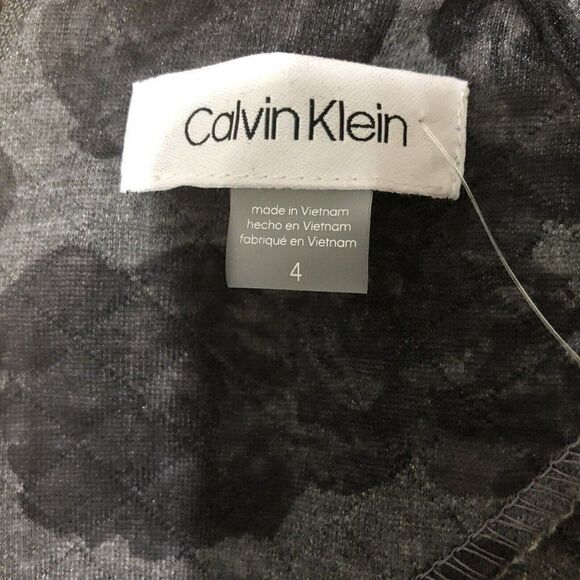 Calvin Klein
made in Vietnam
hecho en Vietnam
fabriqué en Vietnam
4